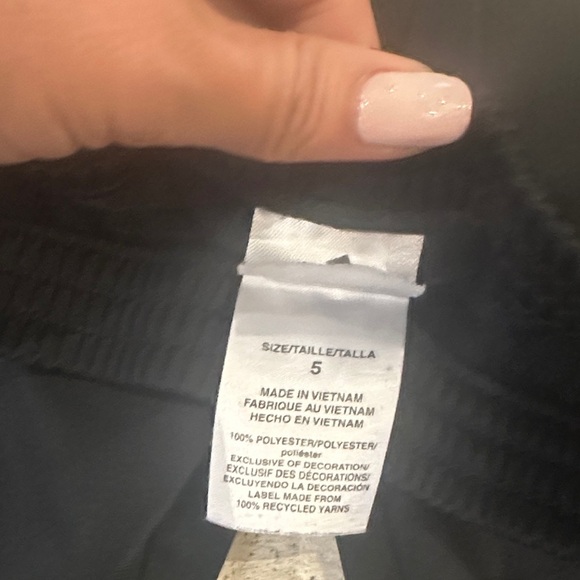 SIZE/TAILLE/TALLA
5
MADE IN VIETNAM
FABRIQUE AU VIETNAM
HECHO EN VIETNAM
100% POLYESTER/POLYESTER/
poliéster
EXCLUSIVE OF DECORATION/
EXCLUSIF DES DÉCORATIONS/
EXCLUYENDO LA DECORACIÓN
LABEL MADE FROM
100% RECYCLED YARNS